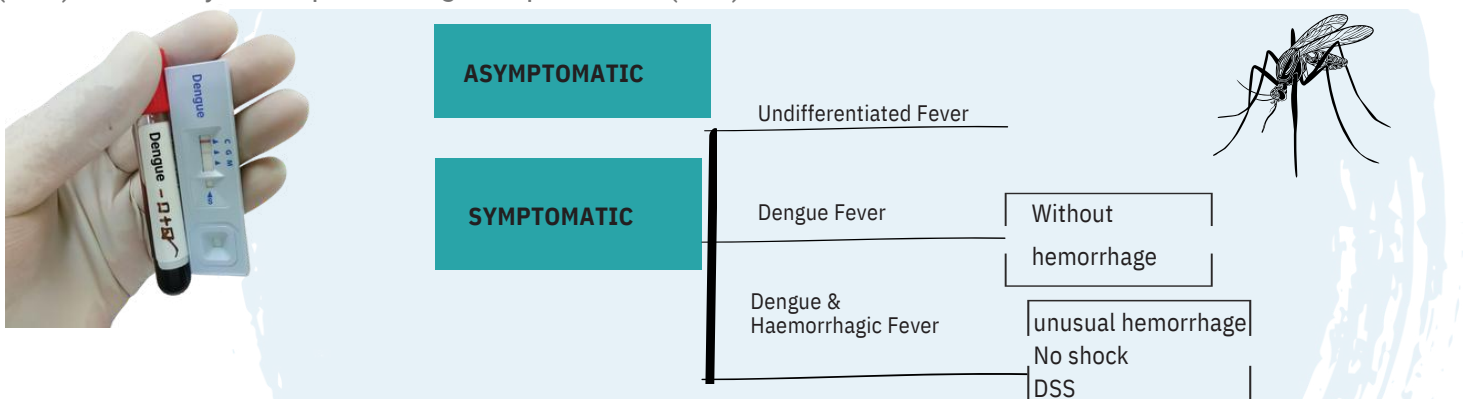 Dengue
C G M
Dengue -
ASYMPTOMATIC
Undifferentiated Fever
SYMPTOMATIC
Dengue Fever
Without
hemorrhage
Dengue &
Haemorrhagic Fever
unusual hemorrhage
No shock
DSS